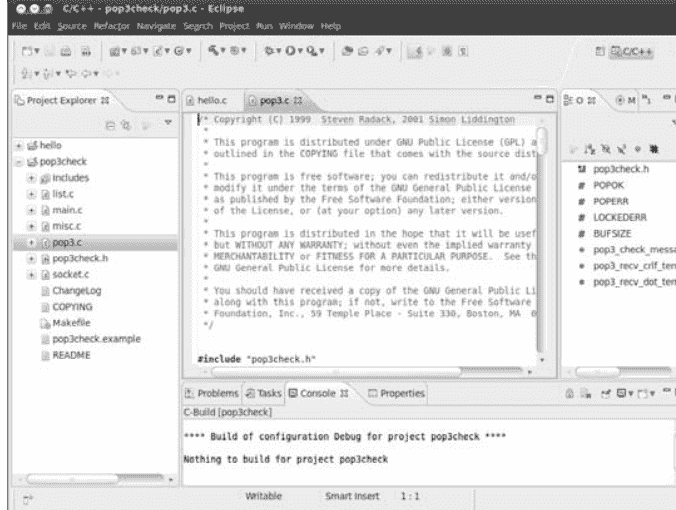 C/C++ - pop3check/pop3.c - Eclipse
File Edit Source Refactor Navigate Search Project Run Window Help
C/C++
Project Explorer
hello
pop3check
Includes
list.c
main.c
misc.c
pop3.c
pop3check.h
socket.c
ChangeLog
COPYING
Makefile
pop3check.example
README
hello.c pop3.c
/* Copyright (C) 1999 Steven Radack, 2001 Simon Liddington
*
* This program is distributed under GNU Public License (GPL) a
* outlined in the COPYING file that comes with the source dist
*
* This program is free software; you can redistribute it and/o
* modify it under the terms of the GNU General Public License
* as published by the Free Software Foundation; either version
* of the License, or (at your option) any later version.
*
* This program is distributed in the hope that it will be usef
* but WITHOUT ANY WARRANTY; without even the implied warranty
* MERCHANTABILITY or FITNESS FOR A PARTICULAR PURPOSE. See th
* GNU General Public License for more details.
*
* You should have received a copy of the GNU General Public Li
* along with this program; if not, write to the Free Software
* Foundation, Inc., 59 Temple Place - Suite 330, Boston, MA 0
*/
#include "pop3check.h"
O M
pop3check.h
# POPOK
# POPERR
# LOCKEDERR
# BUFSIZE
pop3_check_messa
pop3_recv_crlf_ter
pop3_recv_dot_ter
Problems Tasks Console Properties
C-Build [pop3check]
**** Build of configuration Debug for project pop3check ****
Nothing to build for project pop3check
Writable Smart Insert 1 : 1